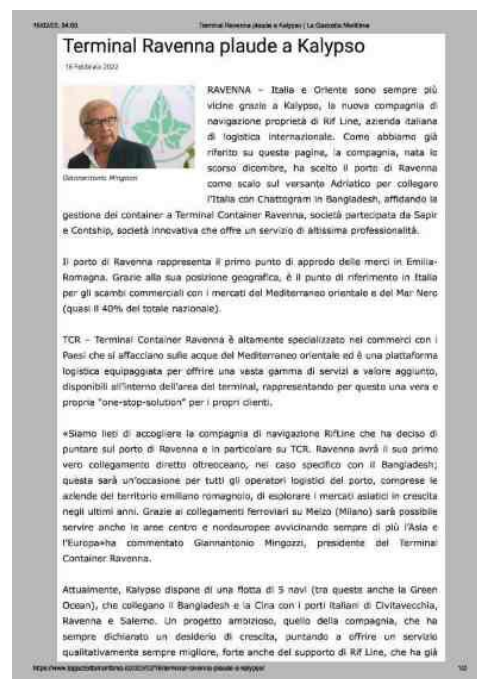 16/02/22, 04:00
Terminal Ravenna plaude a Kalypso | La Gazzetta Marittima
Terminal Ravenna plaude a Kalypso
16 Febbraio 2022
RAVENNA – Italia e Oriente sono sempre più
vicine grazie a Kalypso, la nuova compagnia di
navigazione proprietà di Rif Line, azienda italiana
di logistica internazionale. Come abbiamo già
riferito su queste pagine, la compagnia, nata lo
scorso dicembre, ha scelto il porto di Ravenna
come scalo sul versante Adriatico per collegare
l'Italia con Chattogram in Bangladesh, affidando la
Giannantonio Mingozzi
gestione dei container a Terminal Container Ravenna, società partecipata da Sapir
e Contship, società innovativa che offre un servizio di altissima professionalità.
Il porto di Ravenna rappresenta il primo punto di approdo delle merci in Emilia-
Romagna. Grazie alla sua posizione geografica, è il punto di riferimento in Italia
per gli scambi commerciali con i mercati del Mediterraneo orientale e del Mar Nero
(quasi il 40% del totale nazionale).
TCR – Terminal Container Ravenna è altamente specializzato nei commerci con i
Paesi che si affacciano sulle acque del Mediterraneo orientale ed è una piattaforma
logistica equipaggiata per offrire una vasta gamma di servizi a valore aggiunto,
disponibili all'interno dell'area del terminal, rappresentando per questo una vera e
propria "one-stop-solution" per i propri clienti.
«Siamo lieti di accogliere la compagnia di navigazione RifLine che ha deciso di
puntare sul porto di Ravenna e in particolare su TCR. Ravenna avrà il suo primo
vero collegamento diretto oltreoceano, nel caso specifico con il Bangladesh;
questa sarà un'occasione per tutti gli operatori logistici del porto, comprese le
aziende del territorio emiliano romagnolo, di esplorare i mercati asiatici in crescita
negli ultimi anni. Grazie ai collegamenti ferroviari su Melzo (Milano) sarà possibile
servire anche le aree centro e nordeuropee avvicinando sempre di più l'Asia e
l'Europa»ha commentato Giannantonio Mingozzi, presidente del Terminal
Container Ravenna.
Attualmente, Kalypso dispone di una flotta di 5 navi (tra queste anche la Green
Ocean), che collegano il Bangladesh e la Cina con i porti italiani di Civitavecchia,
Ravenna e Salerno. Un progetto ambizioso, quello della compagnia, che ha
sempre dichiarato un desiderio di crescita, puntando a offrire un servizio
qualitativamente sempre migliore, forte anche del supporto di Rif Line, che ha già
1/2